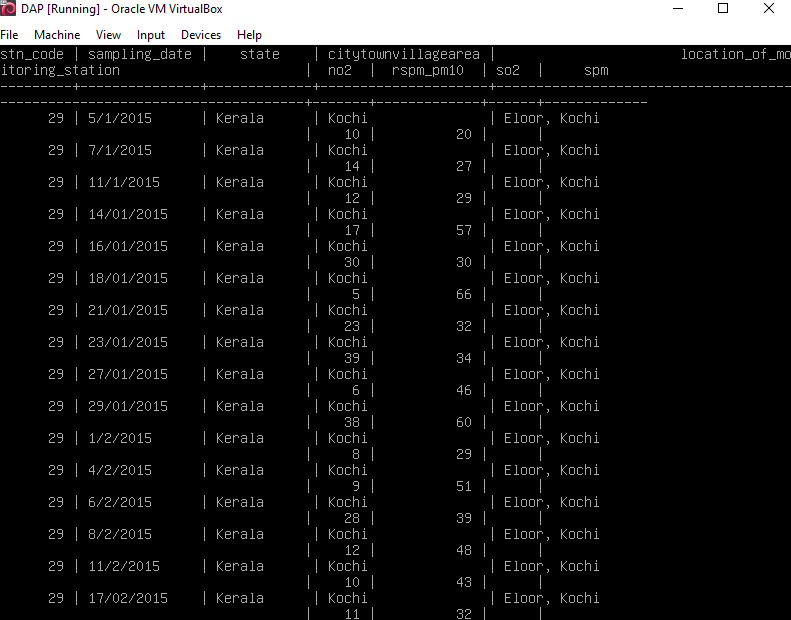 DAP [Running] - Oracle VM VirtualBox
File Machine View Input Devices Help
stn_code | sampling_date | state | citytownvillagearea | location_of_mo
itoring_station | no2 | rspm_pm10 | so2 | spm
29 | 5/1/2015 | Kerala | Kochi | Eloor, Kochi
| 10 | 20 | |
29 | 7/1/2015 | Kerala | Kochi | Eloor, Kochi
| 14 | 27 | |
29 | 11/1/2015 | Kerala | Kochi | Eloor, Kochi
| 12 | 29 | |
29 | 14/01/2015 | Kerala | Kochi | Eloor, Kochi
| 17 | 57 | |
29 | 16/01/2015 | Kerala | Kochi | Eloor, Kochi
| 30 | 30 | |
29 | 18/01/2015 | Kerala | Kochi | Eloor, Kochi
| 5 | 66 | |
29 | 21/01/2015 | Kerala | Kochi | Eloor, Kochi
| 23 | 32 | |
29 | 23/01/2015 | Kerala | Kochi | Eloor, Kochi
| 39 | 34 | |
29 | 27/01/2015 | Kerala | Kochi | Eloor, Kochi
| 6 | 46 | |
29 | 29/01/2015 | Kerala | Kochi | Eloor, Kochi
| 38 | 60 | |
29 | 1/2/2015 | Kerala | Kochi | Eloor, Kochi
| 8 | 29 | |
29 | 4/2/2015 | Kerala | Kochi | Eloor, Kochi
| 9 | 51 | |
29 | 6/2/2015 | Kerala | Kochi | Eloor, Kochi
| 28 | 39 | |
29 | 8/2/2015 | Kerala | Kochi | Eloor, Kochi
| 12 | 48 | |
29 | 11/2/2015 | Kerala | Kochi | Eloor, Kochi
| 10 | 43 | |
29 | 17/02/2015 | Kerala | Kochi | Eloor, Kochi
| 11 | 32 | |